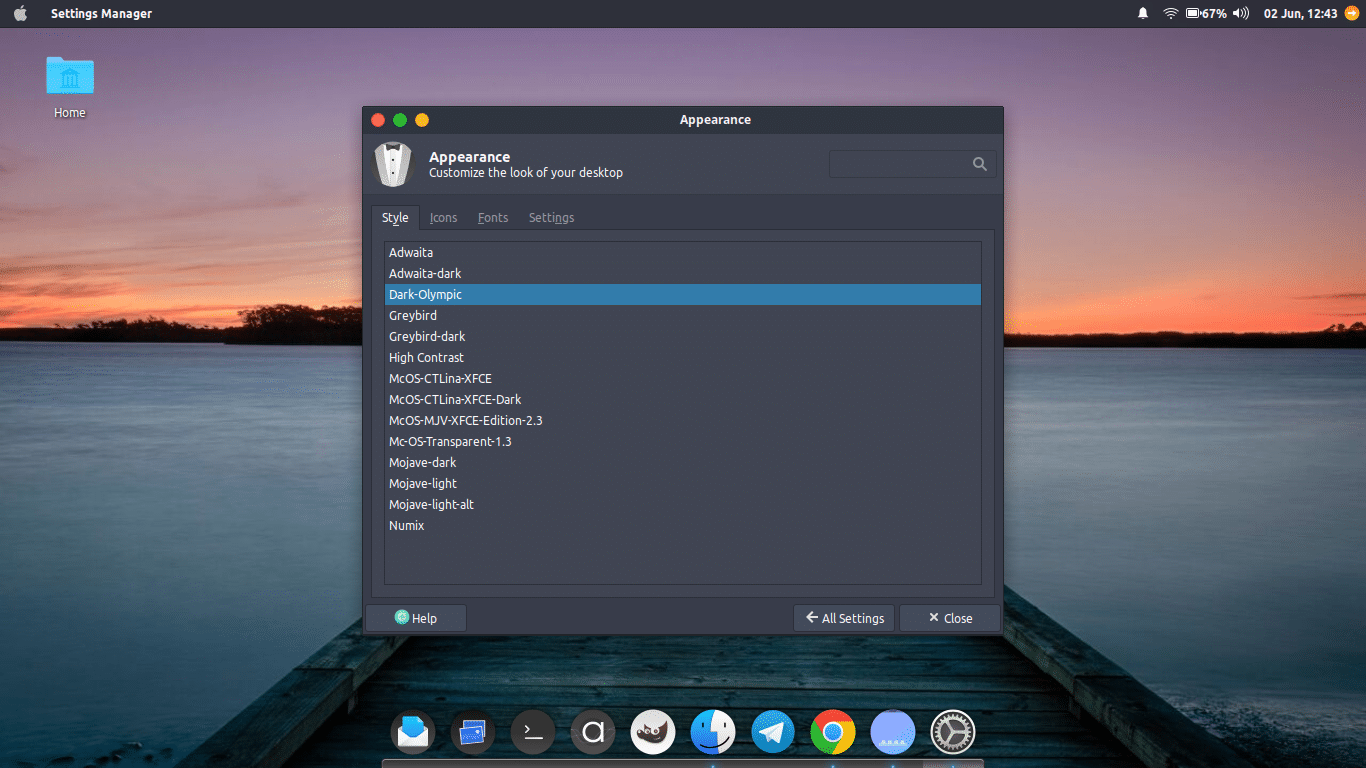 Settings Manager
67%
02 Jun, 12:43
Home
Appearance
Appearance
Customize the look of your desktop
Style Icons Fonts Settings
Adwaita
Adwaita-dark
Dark-Olympic
Greybird
Greybird-dark
High Contrast
McOS-CTLina-XFCE
McOS-CTLina-XFCE-Dark
McOS-MJV-XFCE-Edition-2.3
Mc-OS-Transparent-1.3
Mojave-dark
Mojave-light
Mojave-light-alt
Numix
Help
All Settings
Close